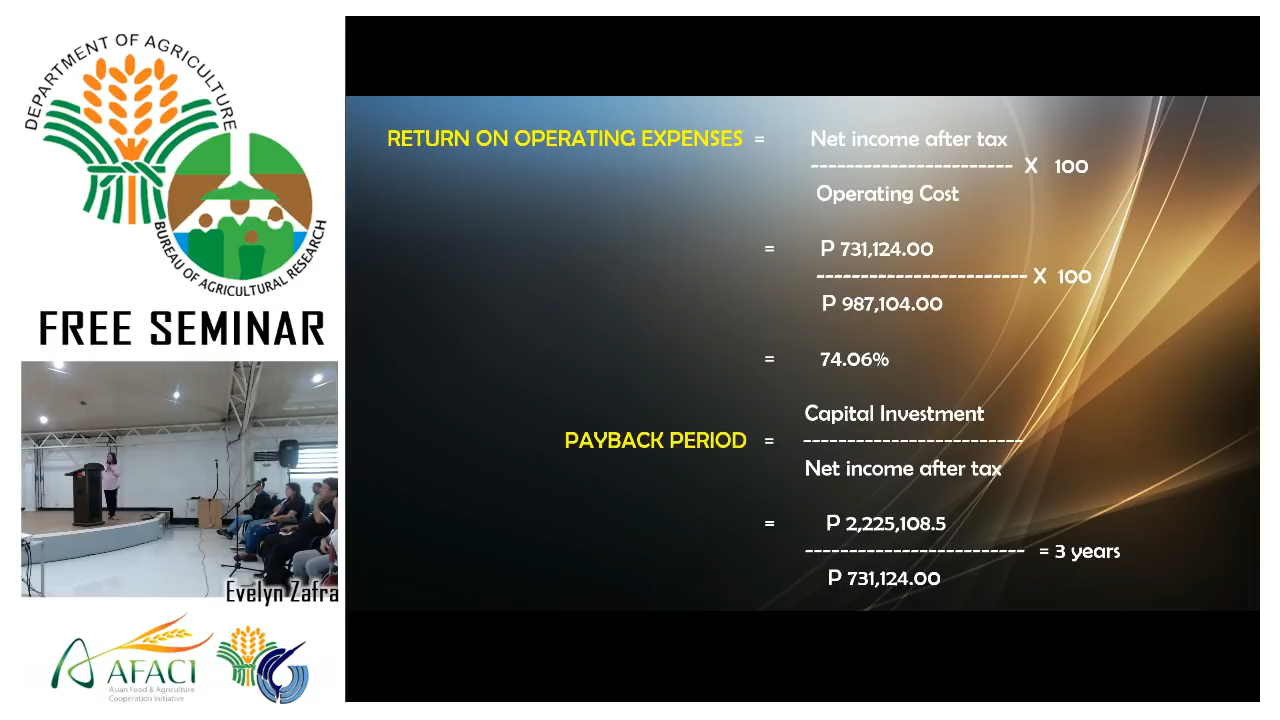 DEPARTMENT OF AGRICULTURE
BUREAU OF AGRICULTURAL RESEARCH
FREE SEMINAR
Evelyn Zafra
AFACI
Asian Food & Agriculture
Cooperation Initiative
RETURN ON OPERATING EXPENSES = Net income after tax
----------------------- X 100
Operating Cost
= P 731,124.00
------------------------ X 100
P 987,104.00
= 74.06%
Capital Investment
PAYBACK PERIOD = -------------------------
Net income after tax
= P 2,225,108.5
------------------------- = 3 years
P 731,124.00